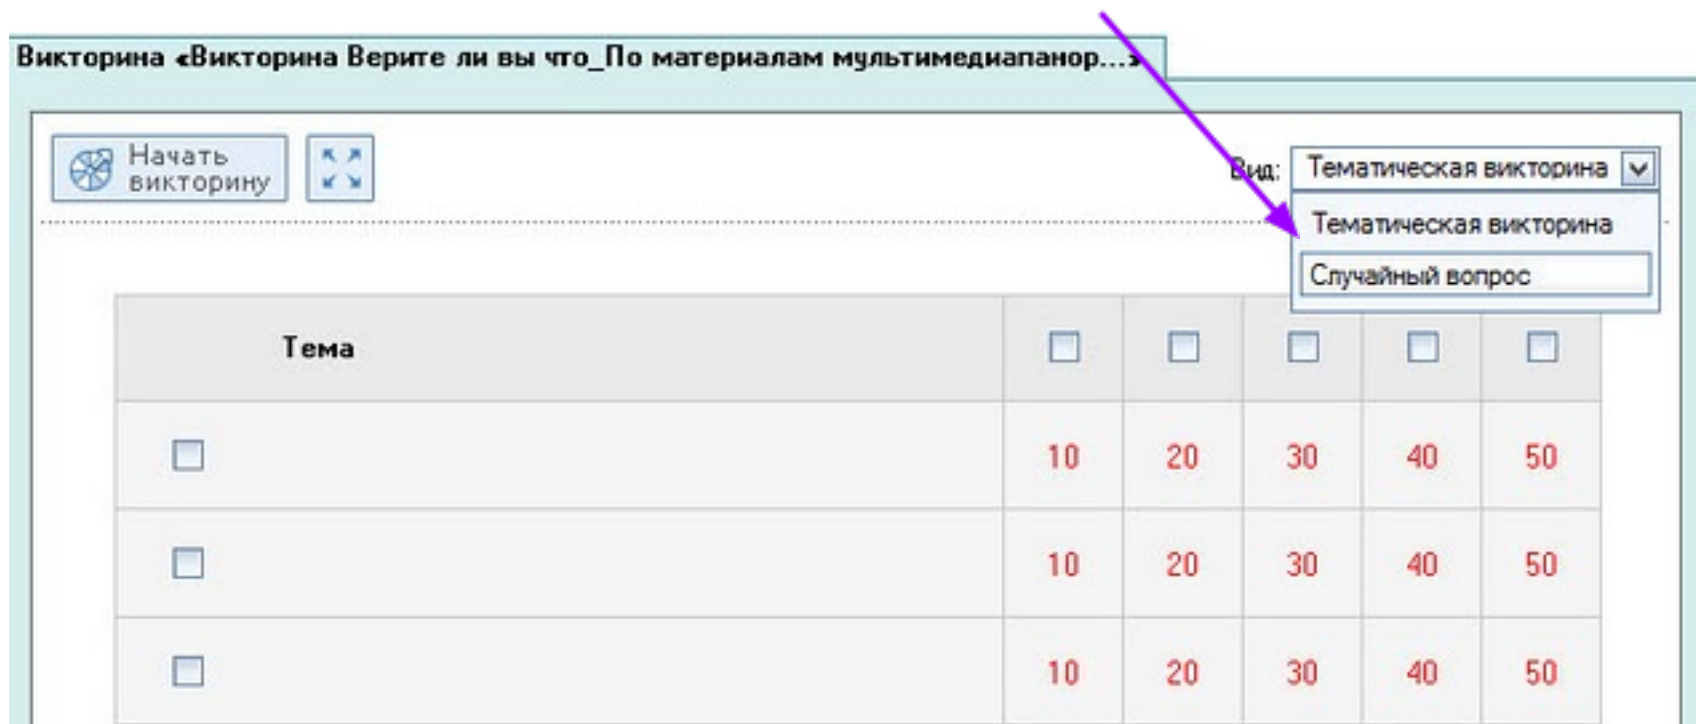 Викторина «Викторина Верите ли вы что_По материалам мультимедиапанор...»
Начать
викторину
Вид: Тематическая викторина
Тематическая викторина
Случайный вопрос
Тема
10 20 30 40 50
10 20 30 40 50
10 20 30 40 50